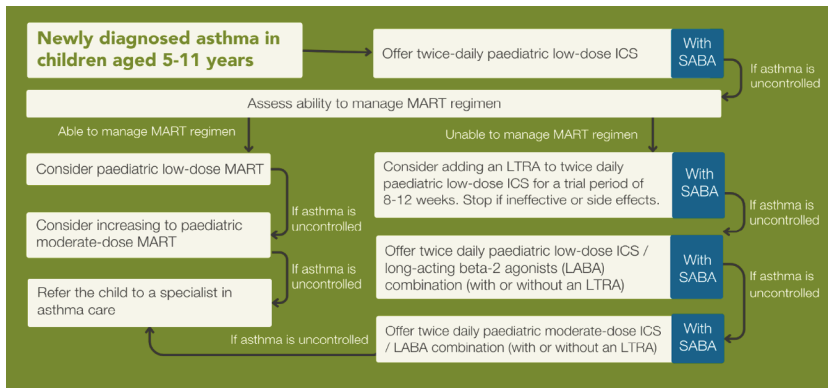 Newly diagnosed asthma in
children aged 5-11 years
Offer twice-daily paediatric low-dose ICS
With
SABA
If asthma is
uncontrolled
Assess ability to manage MART regimen
Able to manage MART regimen
Unable to manage MART regimen
Consider paediatric low-dose MART
Consider adding an LTRA to twice daily
paediatric low-dose ICS for a trial period of
8-12 weeks. Stop if ineffective or side effects.
With
SABA
If asthma is
uncontrolled
If asthma is
uncontrolled
Consider increasing to paediatric
moderate-dose MART
Offer twice daily paediatric low-dose ICS /
long-acting beta-2 agonists (LABA)
combination (with or without an LTRA)
With
SABA
If asthma is
uncontrolled
If asthma is
uncontrolled
Refer the child to a specialist in
asthma care
If asthma is uncontrolled
Offer twice daily paediatric moderate-dose ICS
/ LABA combination (with or without an LTRA)
With
SABA